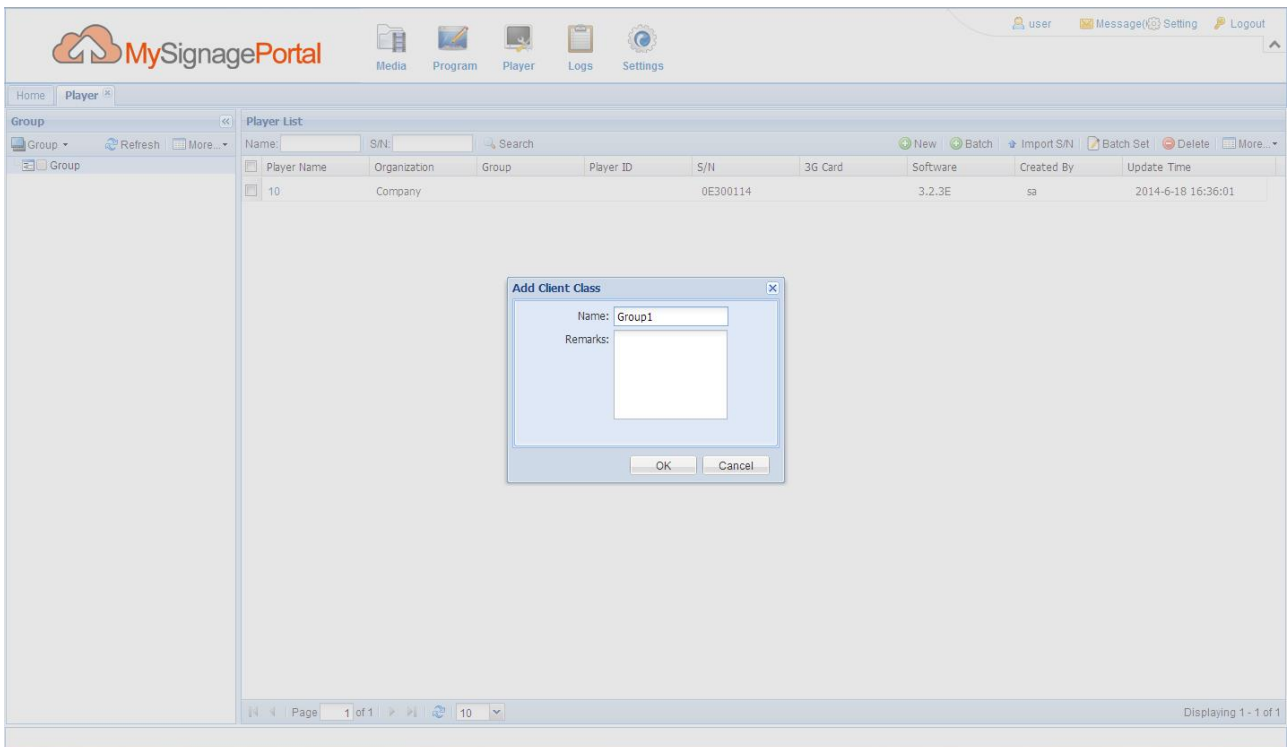 user Message( Setting Logout
MySignagePortal
Media Program Player Logs Settings
Home Player
Group Player List
Group Refresh More... Name: S/N: Search New Batch Import S/N Batch Set Delete More...
Group Player Name Organization Group Player ID S/N 3G Card Software Created By Update Time
10 Company 0E300114 3.2.3E sa 2014-6-18 16:36:01
Add Client Class
Name: Group1
Remarks:
OK Cancel
Page 1 of 1 10 Displaying 1 - 1 of 1